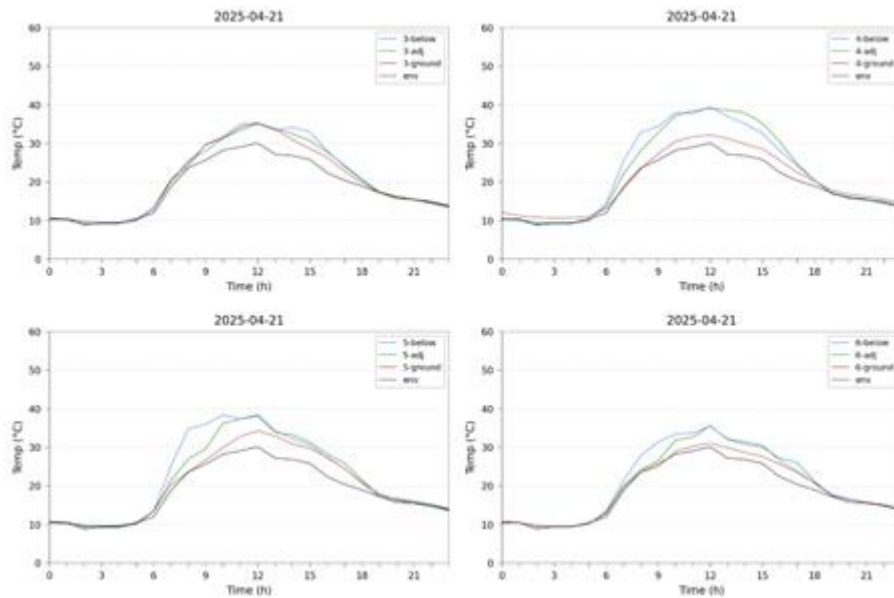 2025-04-21
60
50
40
30
20
10
0
Temp (°C)
3-below
3-adj
3-ground
env
0 3 6 9 12 15 18 21
Time (h)
2025-04-21
60
50
40
30
20
10
0
Temp (°C)
4-below
4-adj
4-ground
env
0 3 6 9 12 15 18 21
Time (h)
2025-04-21
60
50
40
30
20
10
0
Temp (°C)
5-below
5-adj
5-ground
env
0 3 6 9 12 15 18 21
Time (h)
2025-04-21
60
50
40
30
20
10
0
Temp (°C)
6-below
6-adj
6-ground
env
0 3 6 9 12 15 18 21
Time (h)